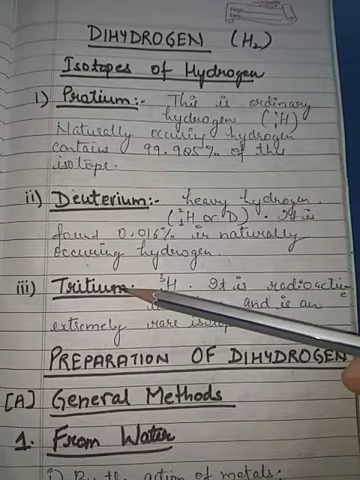 DIHYDROGEN (H₂)
Isotopes of Hydrogen
i) Protium:- This is ordinary
hydrogen (¹₁H)
Naturally occuring hydrogen
contains 99.985% of this
isotope.
ii) Deuterium:- heavy hydrogen.
(²₁H or D). It is
found 0.016% in naturally
occuring hydrogen.
iii) Tritium ³H. It is radioactive
and is an
extremely rare
PREPARATION OF DIHYDROGEN
[A] General Methods
1. From Water
i) By the action of metals: